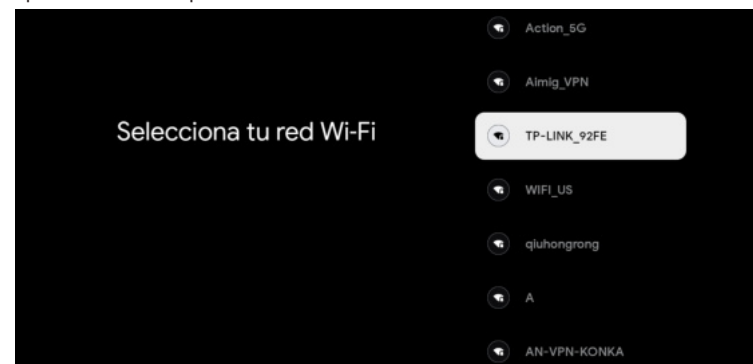 Selecciona tu red Wi-Fi
Action_5G
Aimig_VPN
TP-LINK_92FE
WIFI_US
qiuhongrong
A
AN-VPN-KONKA